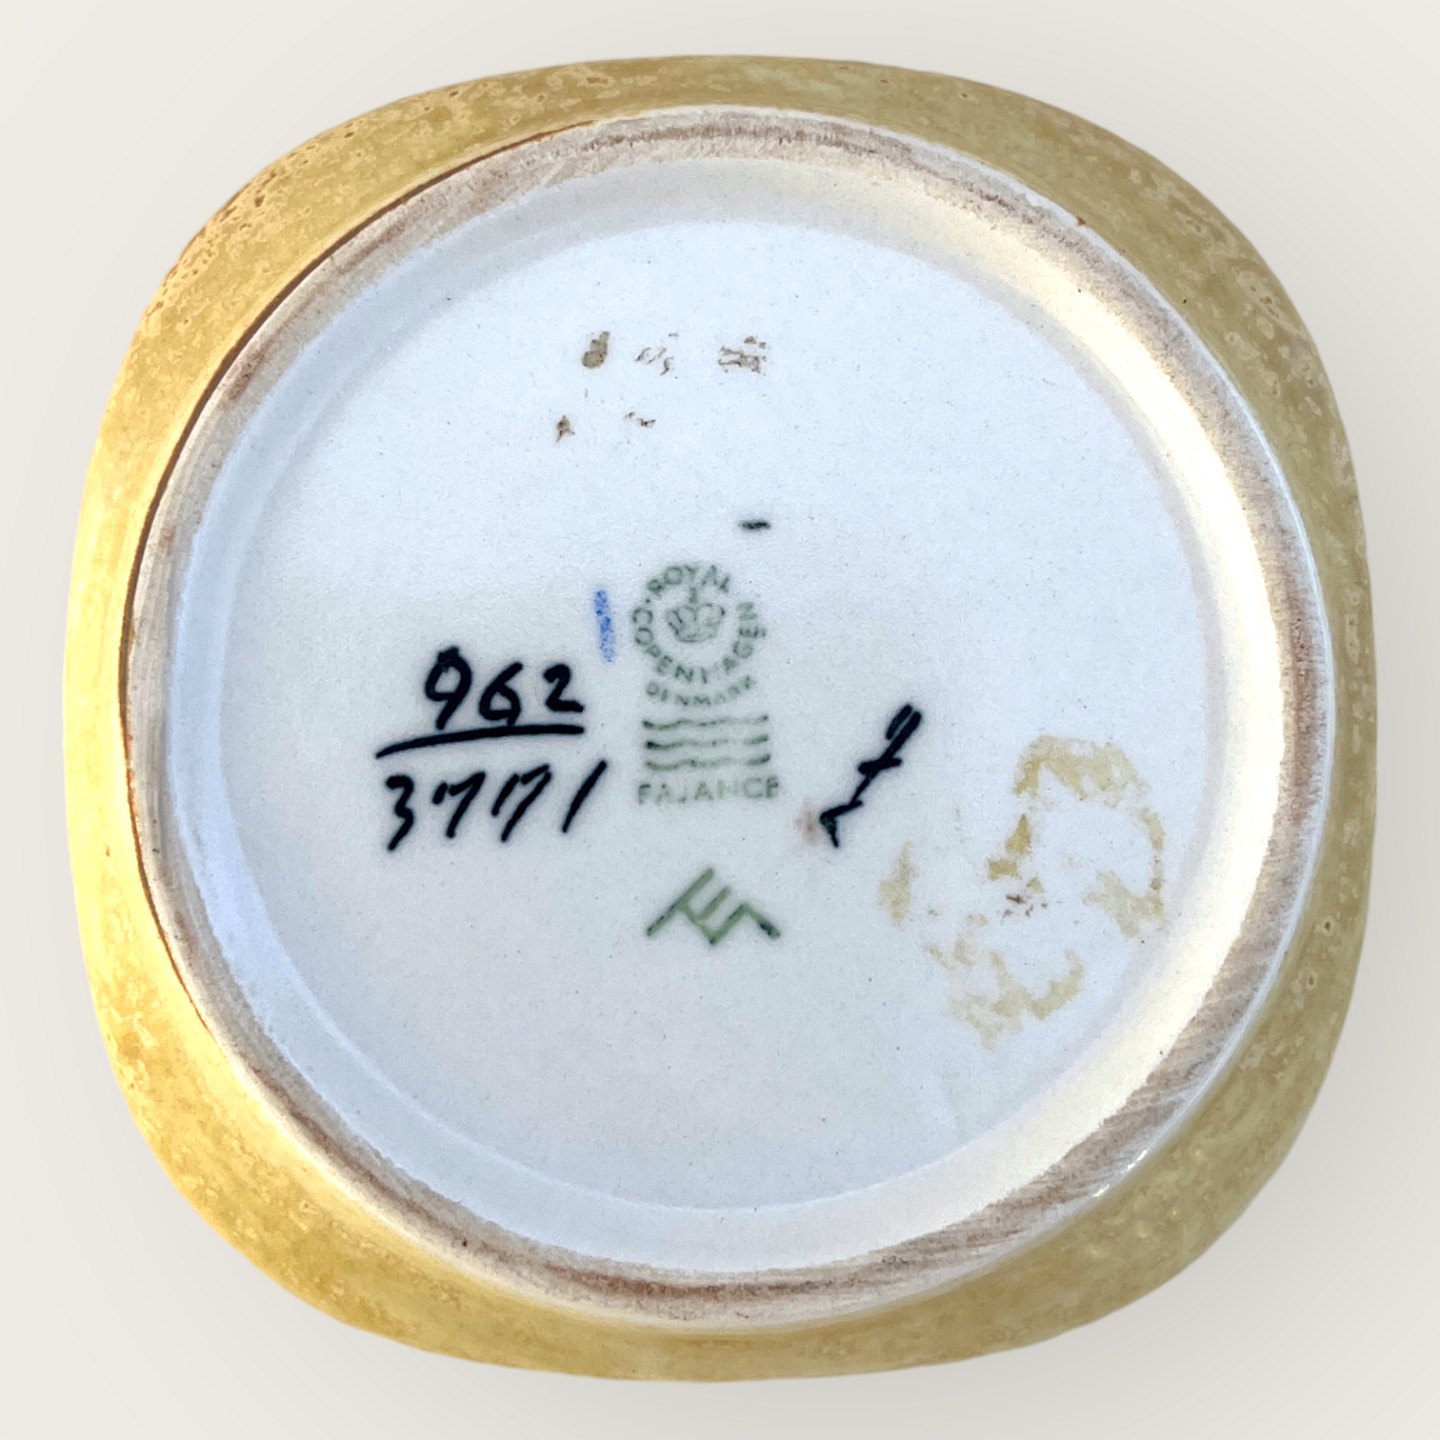 ROYAL COPENHAGEN
DENMARK
FAJANCE
962
3771